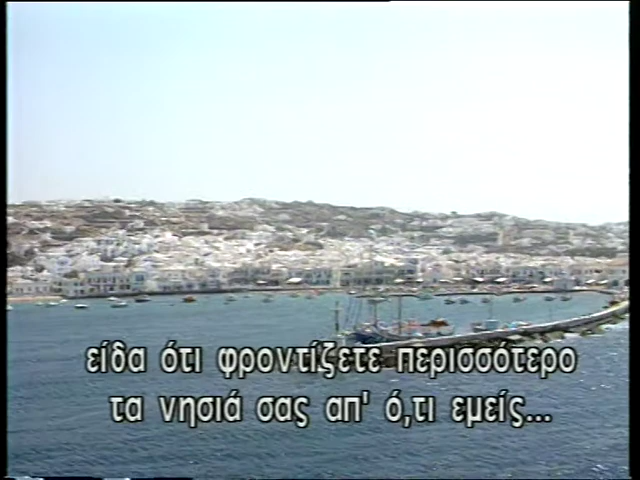 είδα ότι φροντίζετε περισσότερο
τα νησιά σας απ' ό,τι εμείς...